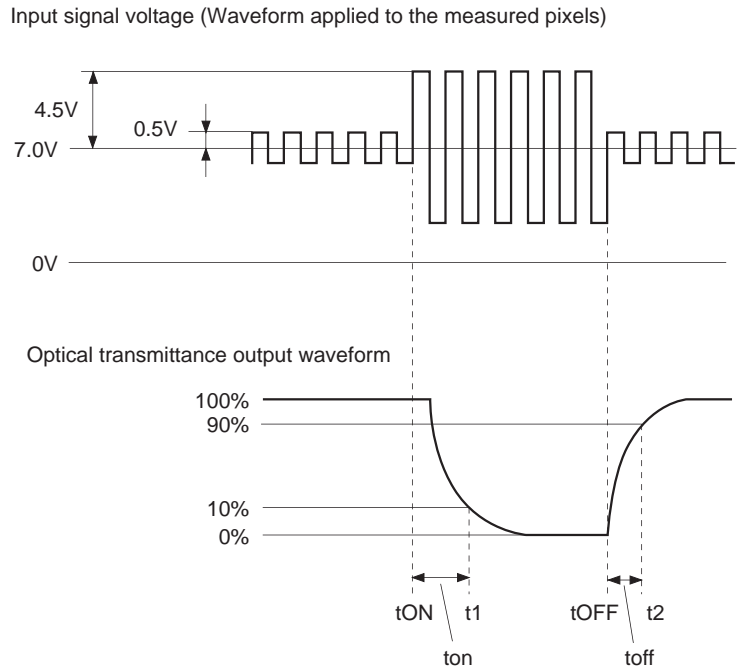 Input signal voltage (Waveform applied to the measured pixels)
4.5V
0.5V
7.0V
0V
Optical transmittance output waveform
100%
90%
10%
0%
tON t1 tOFF t2
ton toff